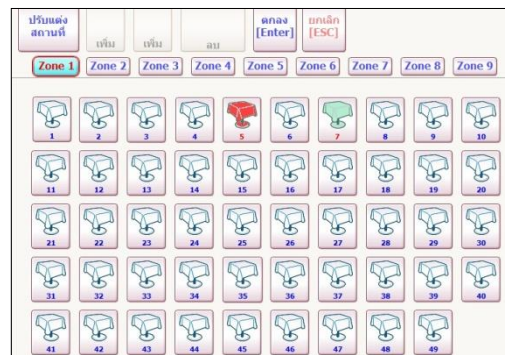 ปรับแต่ง
สถานที่
เพิ่ม
เพิ่ม
ลบ
ตกลง
[Enter]
ยกเลิก
[ESC]
Zone 1 Zone 2 Zone 3 Zone 4 Zone 5 Zone 6 Zone 7 Zone 8 Zone 9
1 2 3 4 5 6 7 8 9 10
11 12 13 14 15 16 17 18 19 20
21 22 23 24 25 26 27 28 29 30
31 32 33 34 35 36 37 38 39 40
41 42 43 44 45 46 47 48 49